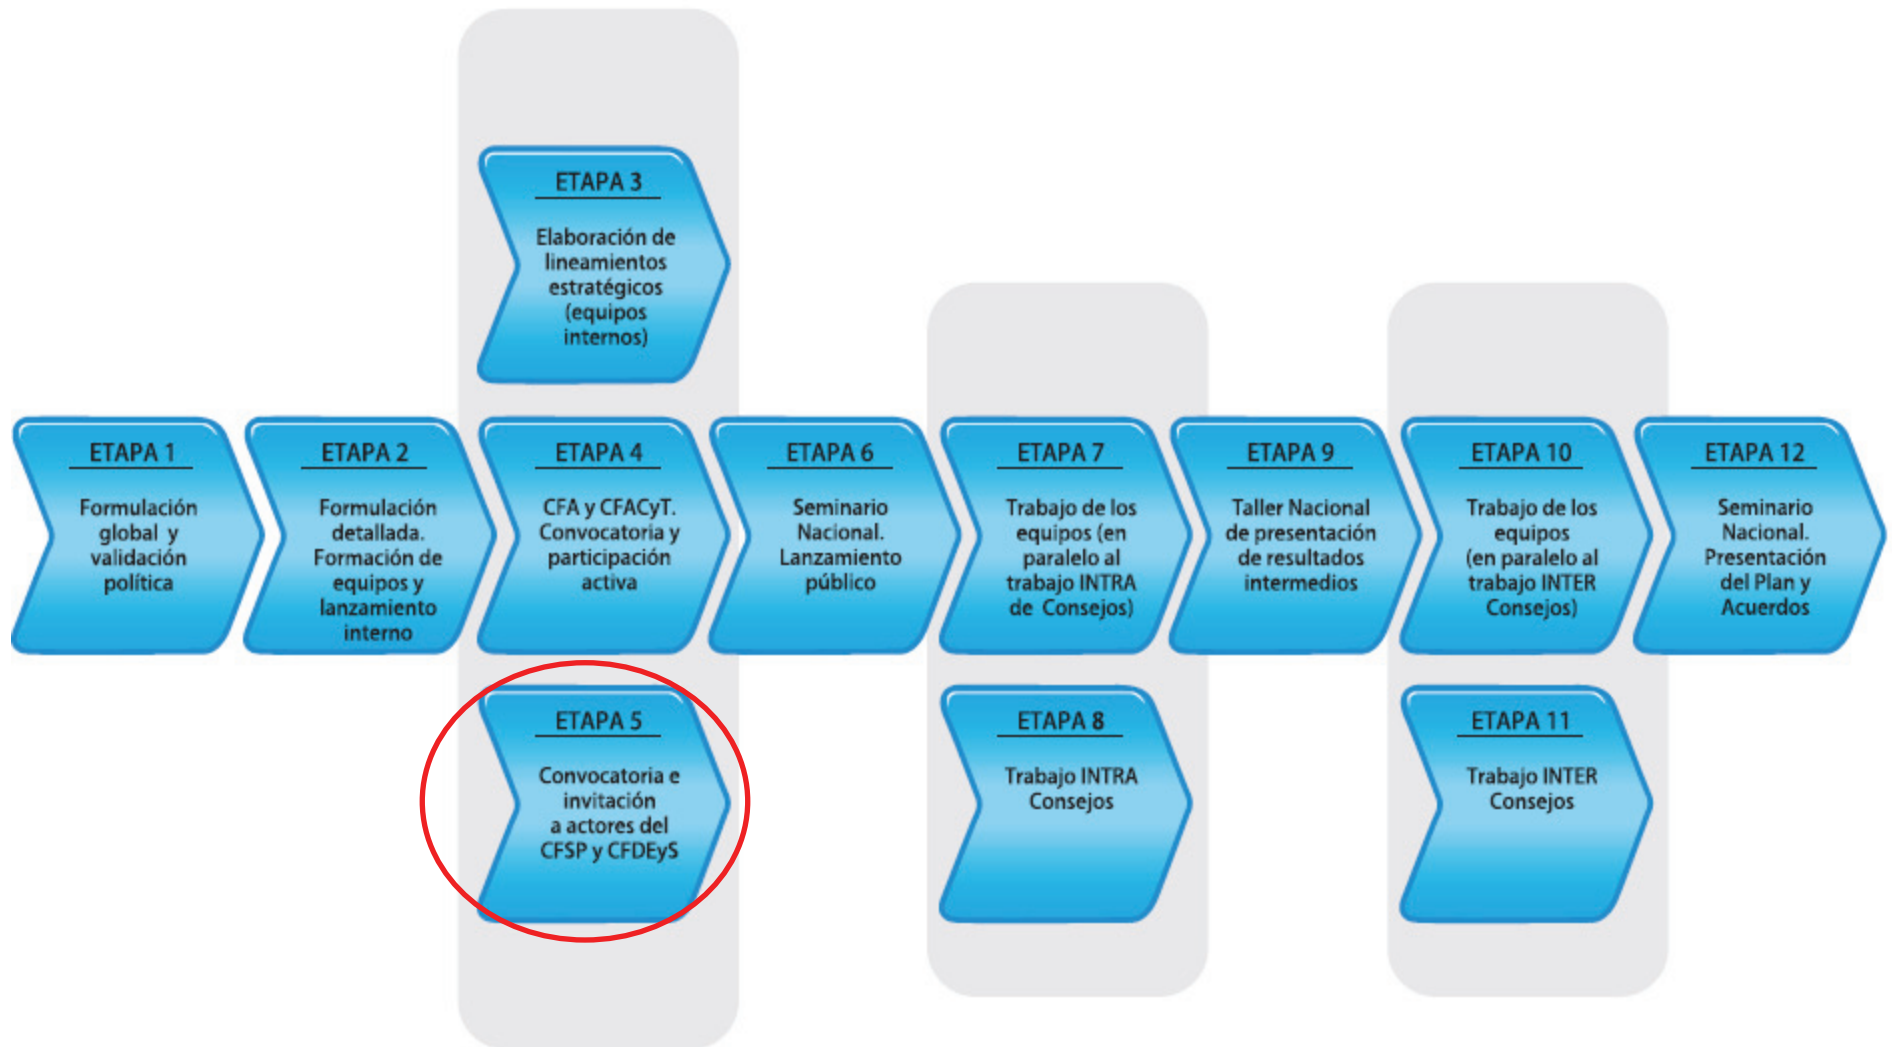 ETAPA 1
Formulación
global y
validación
política
ETAPA 2
Formulación
detallada.
Formación de
equipos y
lanzamiento
interno
ETAPA 3
Elaboración de
lineamientos
estratégicos
(equipos
internos)
ETAPA 4
CFA y CFACyT.
Convocatoria y
participación
activa
ETAPA 5
Convocatoria e
invitación
a actores del
CFSP y CFDEyS
ETAPA 6
Seminario
Nacional.
Lanzamiento
público
ETAPA 7
Trabajo de los
equipos (en
paralelo al
trabajo INTRA
de Consejos)
ETAPA 8
Trabajo INTRA
Consejos
ETAPA 9
Taller Nacional
de presentación
de resultados
intermedios
ETAPA 10
Trabajo de los
equipos
(en paralelo al
trabajo INTER
Consejos)
ETAPA 11
Trabajo INTER
Consejos
ETAPA 12
Seminario
Nacional.
Presentación
del Plan y
Acuerdos